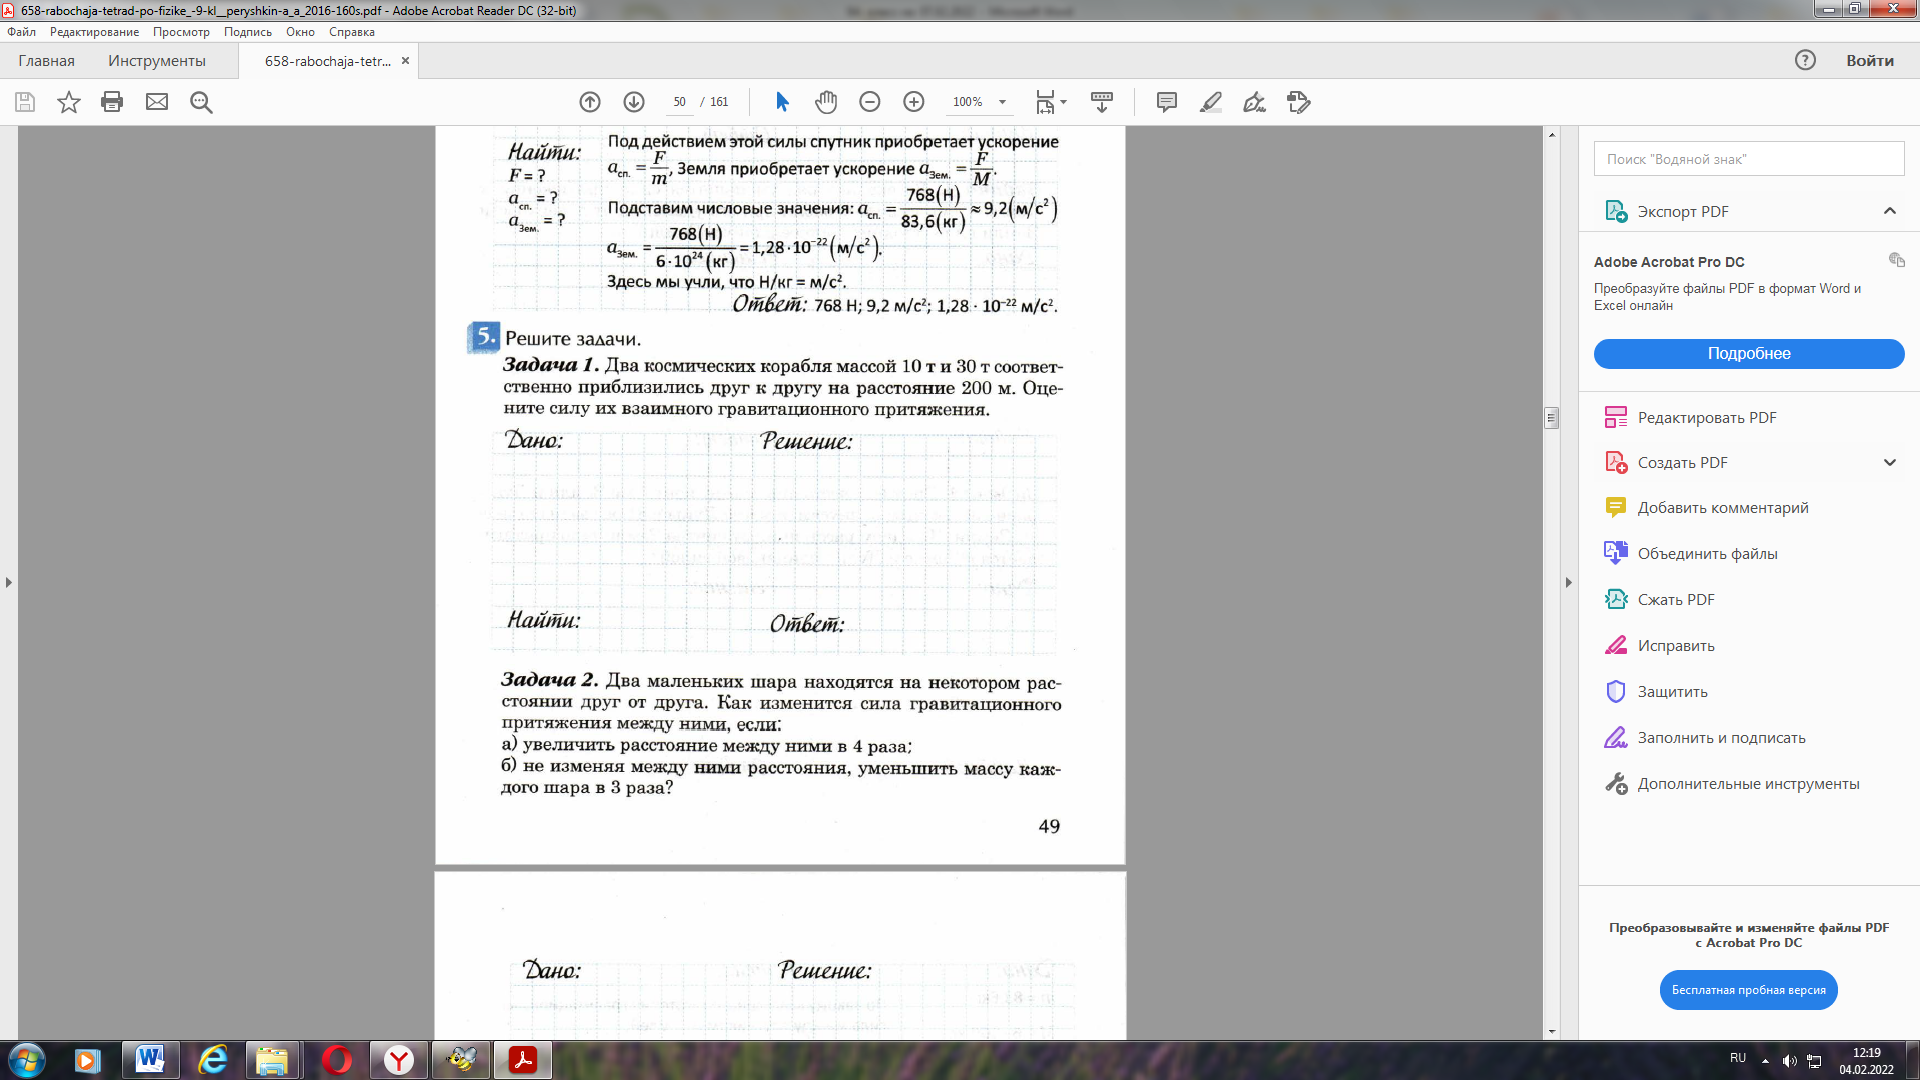 658-rabochaja-tetrad-po-fizike_-9-kl__peryshkin-a_a_2016-160s.pdf - Adobe Acrobat Reader DC (32-bit)
Файл Редактирование Просмотр Подпись Окно Справка
Главная Инструменты 658-rabochaja-tetr... × Войти
50 / 161 100%
Найти:
F = ?
aсп. = ?
aЗем. = ?
Под действием этой силы спутник приобретает ускорение
aсп. = F/m, Земля приобретает ускорение aЗем. = F/M.
Подставим числовые значения: aсп. = 768(Н)/83,6(кг) ≈ 9,2(м/с²)
aЗем. = 768(Н)/6·10²⁴(кг) = 1,28·10⁻²²(м/с²).
Здесь мы учли, что Н/кг = м/с².
Ответ: 768 Н; 9,2 м/с²; 1,28 · 10⁻²² м/с².
5. Решите задачи.
Задача 1. Два космических корабля массой 10 т и 30 т соответ-
ственно приблизились друг к другу на расстояние 200 м. Оце-
ните силу их взаимного гравитационного притяжения.
Дано: Решение:
Найти: Ответ:
Задача 2. Два маленьких шара находятся на некотором рас-
стоянии друг от друга. Как изменится сила гравитационного
притяжения между ними, если:
а) увеличить расстояние между ними в 4 раза;
б) не изменяя между ними расстояния, уменьшить массу каж-
дого шара в 3 раза?
49
Дано: Решение:
Поиск "Водяной знак"
Экспорт PDF
Adobe Acrobat Pro DC
Преобразуйте файлы PDF в формат Word и
Excel онлайн
Подробнее
Редактировать PDF
Создать PDF
Добавить комментарий
Объединить файлы
Сжать PDF
Исправить
Защитить
Заполнить и подписать
Дополнительные инструменты
Преобразовывайте и изменяйте файлы PDF
с Acrobat Pro DC
Бесплатная пробная версия
RU
12:19
04.02.2022